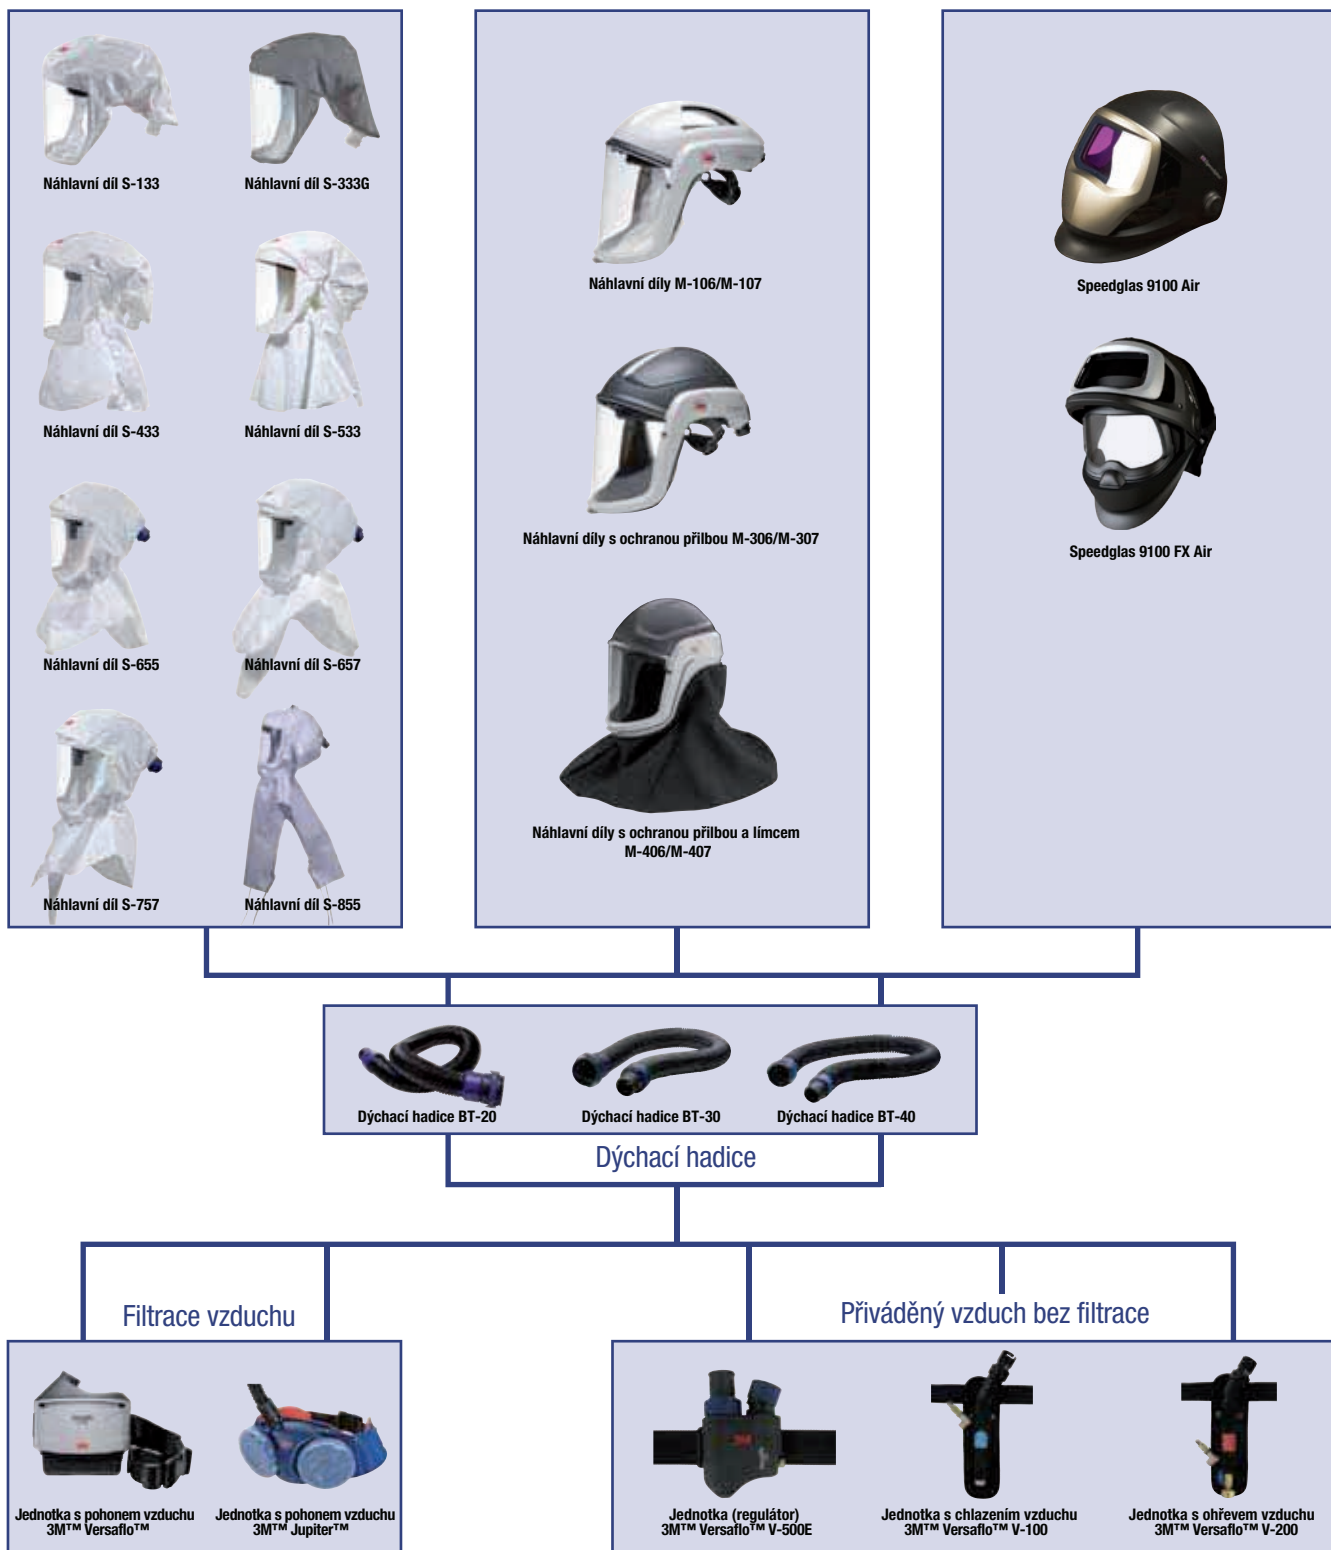 Náhlavní díl S-133
Náhlavní díl S-333G
Náhlavní díl S-433
Náhlavní díl S-533
Náhlavní díl S-655
Náhlavní díl S-657
Náhlavní díl S-757
Náhlavní díl S-855
Náhlavní díly M-106/M-107
Náhlavní díly s ochranou přilbou M-306/M-307
Náhlavní díly s ochranou přilbou a límcem
M-406/M-407
Speedglas 9100 Air
Speedglas 9100 FX Air
Dýchací hadice BT-20
Dýchací hadice BT-30
Dýchací hadice BT-40
Dýchací hadice
Filtrace vzduchu
Přiváděný vzduch bez filtrace
Jednotka s pohonem vzduchu
3M™ Versaflo™
Jednotka s pohonem vzduchu
3M™ Jupiter™
Jednotka (regulátor)
3M™ Versaflo™ V-500E
Jednotka s chlazením vzduchu
3M™ Versaflo™ V-100
Jednotka s ohřevem vzduchu
3M™ Versaflo™ V-200